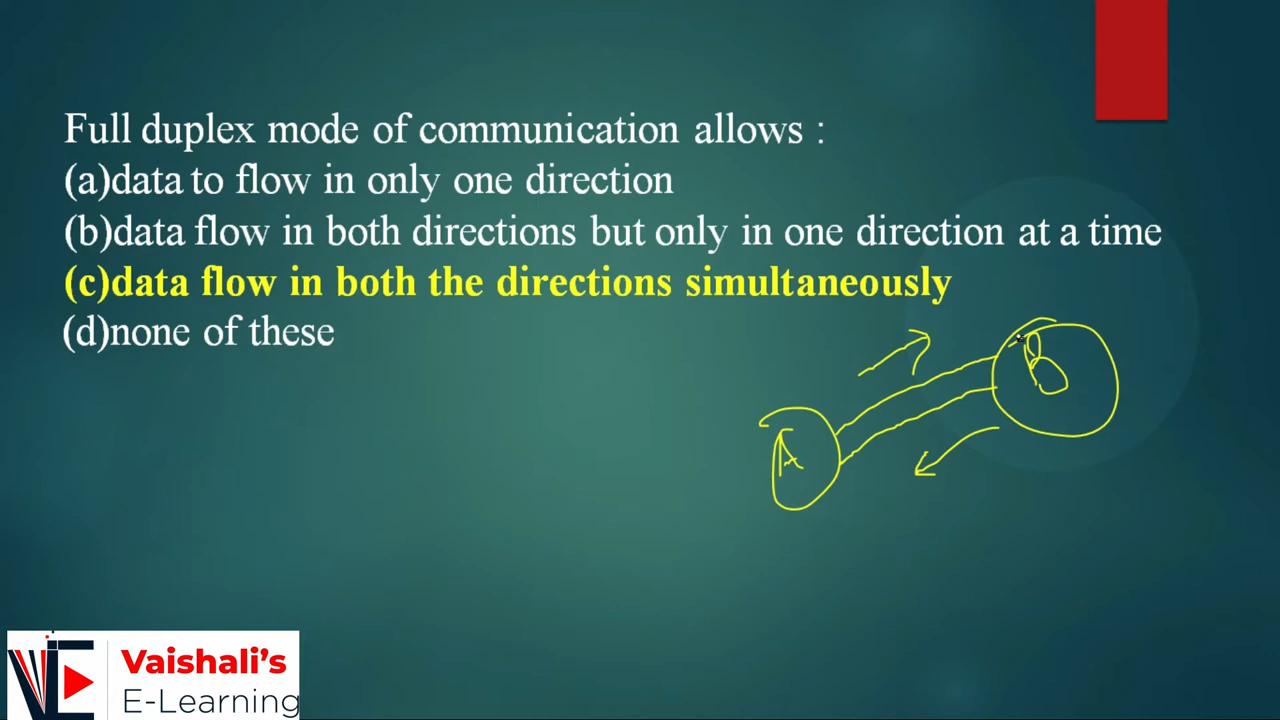 Full duplex mode of communication allows :
(a)data to flow in only one direction
(b)data flow in both directions but only in one direction at a time
(c)data flow in both the directions simultaneously
(d)none of these
B
A
VE
Vaishali's
E-Learning